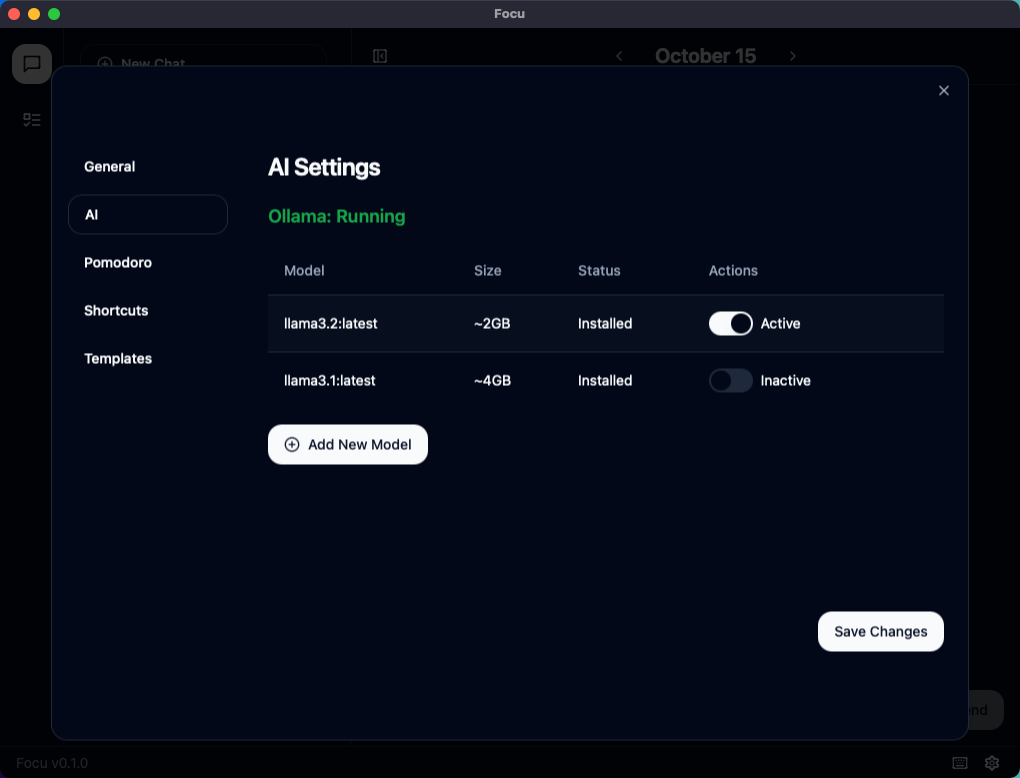 Focu
New Chat
October 15
General
AI
Pomodoro
Shortcuts
Templates
AI Settings
Ollama: Running
Model Size Status Actions
llama3.2:latest ~2GB Installed Active
llama3.1:latest ~4GB Installed Inactive
Add New Model
Save Changes
Focu v0.1.0